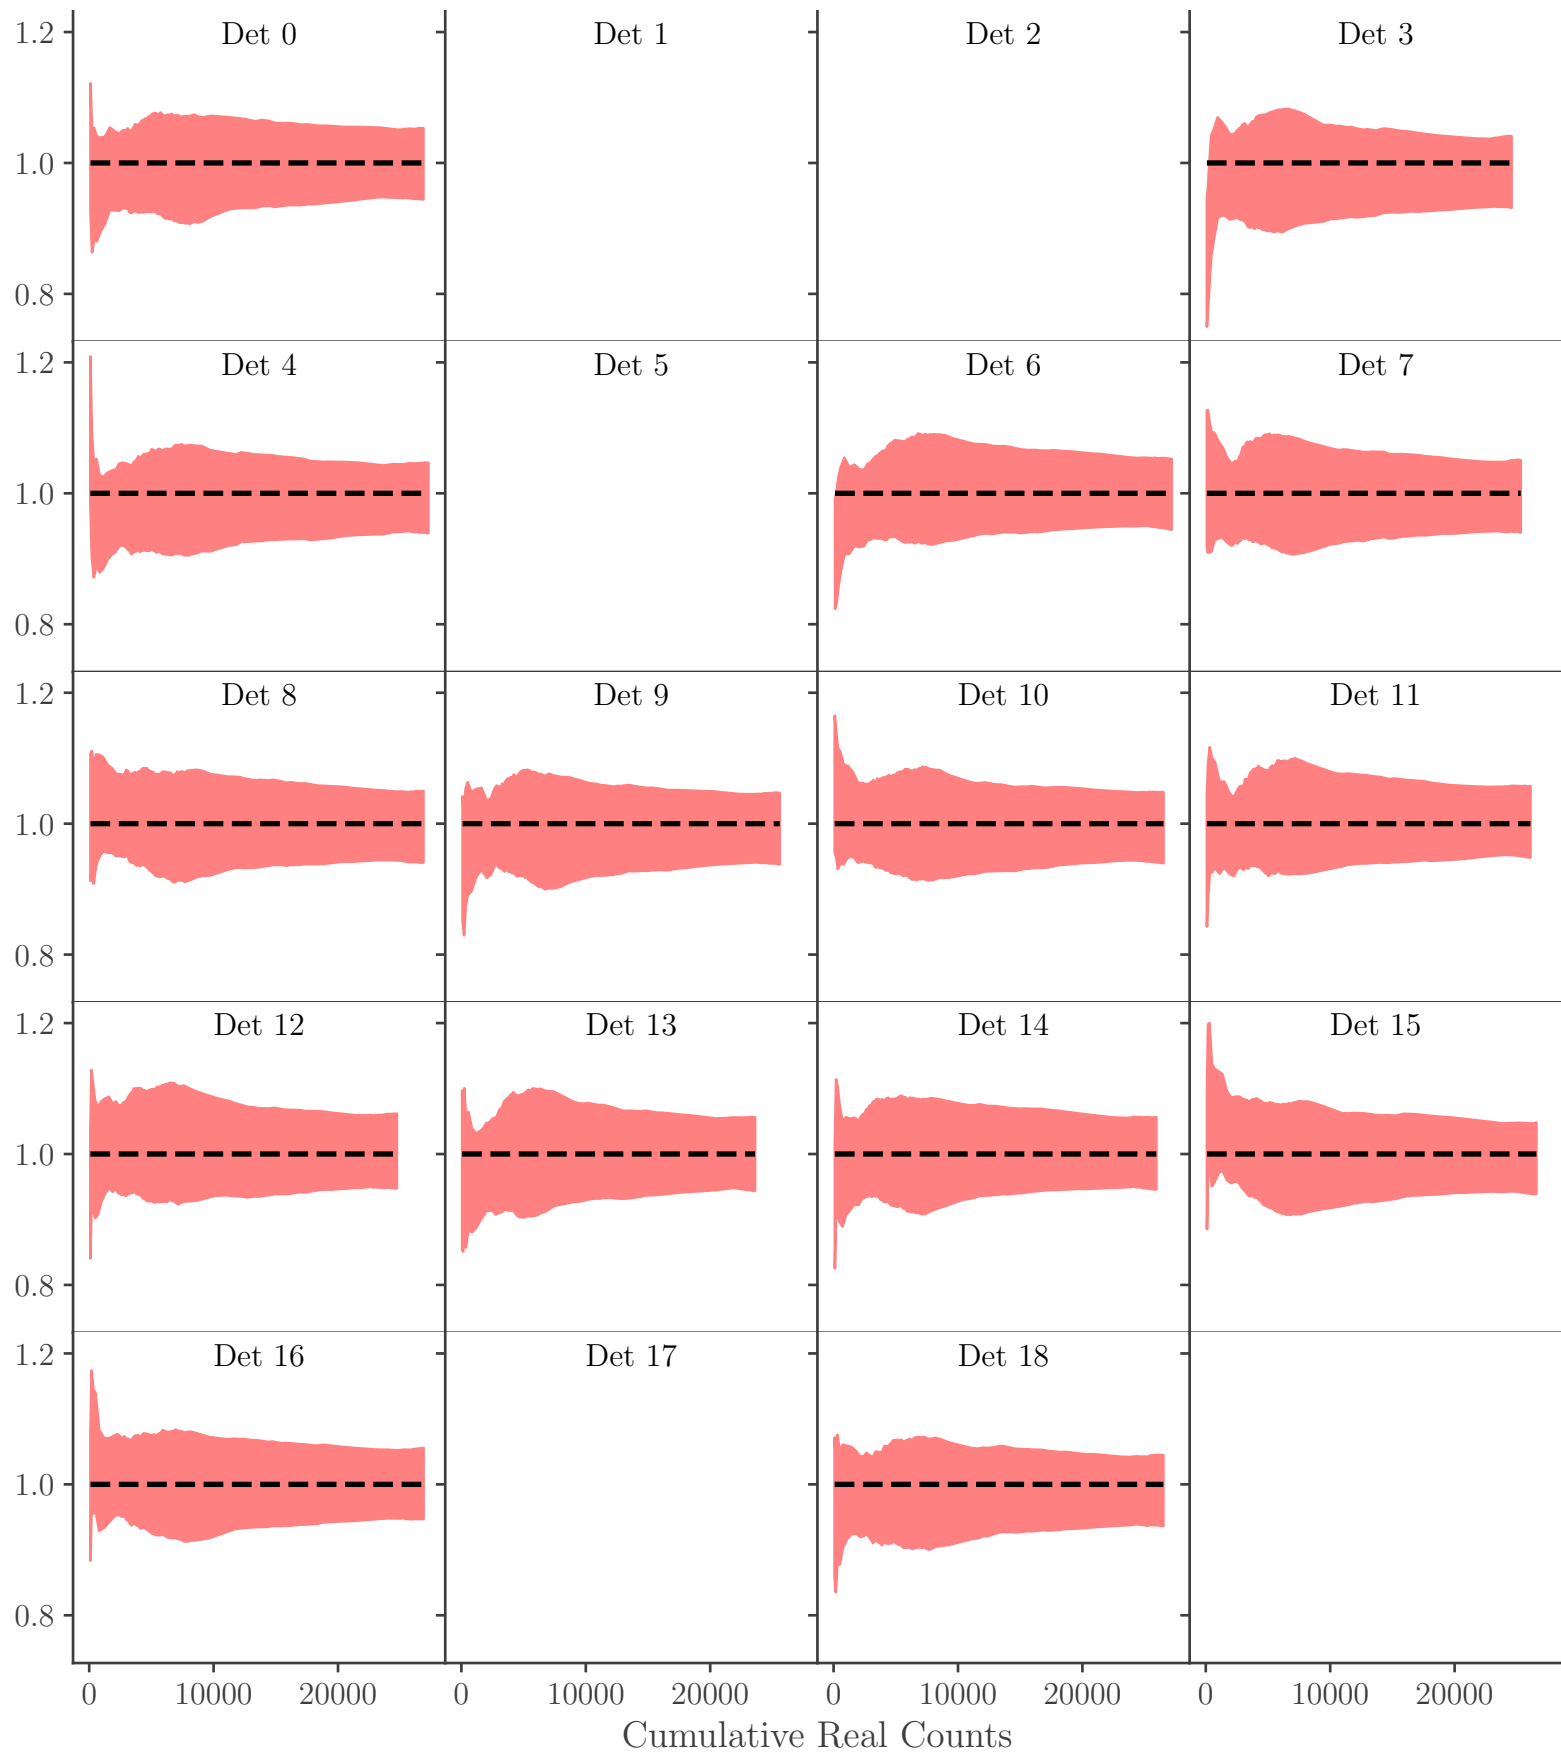 1.2 Det 0 Det 1 Det 2 Det 3
1.0
0.8
1.2 Det 4 Det 5 Det 6 Det 7
1.0
0.8
1.2 Det 8 Det 9 Det 10 Det 11
1.0
0.8
1.2 Det 12 Det 13 Det 14 Det 15
1.0
0.8
1.2 Det 16 Det 17 Det 18
1.0
0.8
0 10000 20000 0 10000 20000 0 10000 20000 0 10000 20000
Cumulative Real Counts